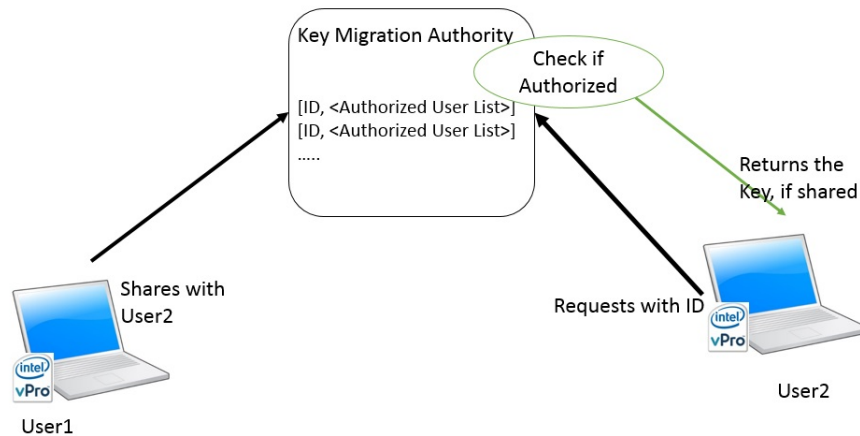 Key Migration Authority
Check if
Authorized
[ID, <Authorized User List>]
[ID, <Authorized User List>]
.....
Returns the
Key, if shared
Shares with
User2
Requests with ID
intel
vPro
User1
intel
vPro
User2